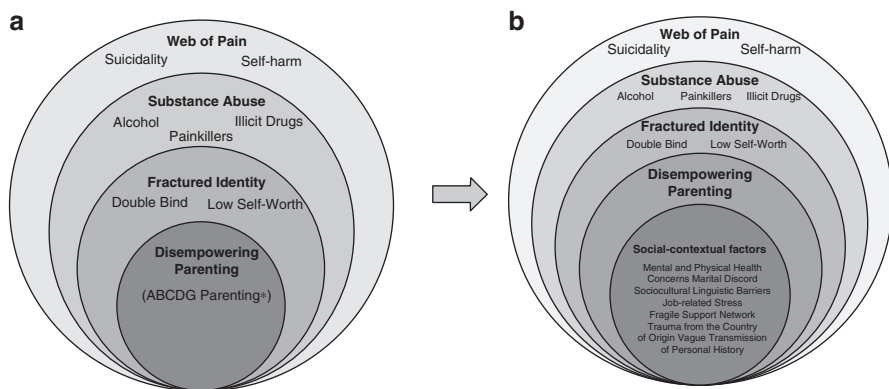 a
Web of Pain
Suicidality
Self-harm
Substance Abuse
Alcohol
Illicit Drugs
Painkillers
Fractured Identity
Double Bind
Low Self-Worth
Disempowering
Parenting
(ABCDG Parenting*)
b
Web of Pain
Suicidality
Self-harm
Substance Abuse
Alcohol
Painkillers
Illicit Drugs
Fractured Identity
Double Bind
Low Self-Worth
Disempowering
Parenting
Social-contextual factors
Mental and Physical Health
Concerns Marital Discord
Sociocultural Linguistic Barriers
Job-related Stress
Fragile Support Network
Trauma from the Country
of Origin Vague Transmission
of Personal History